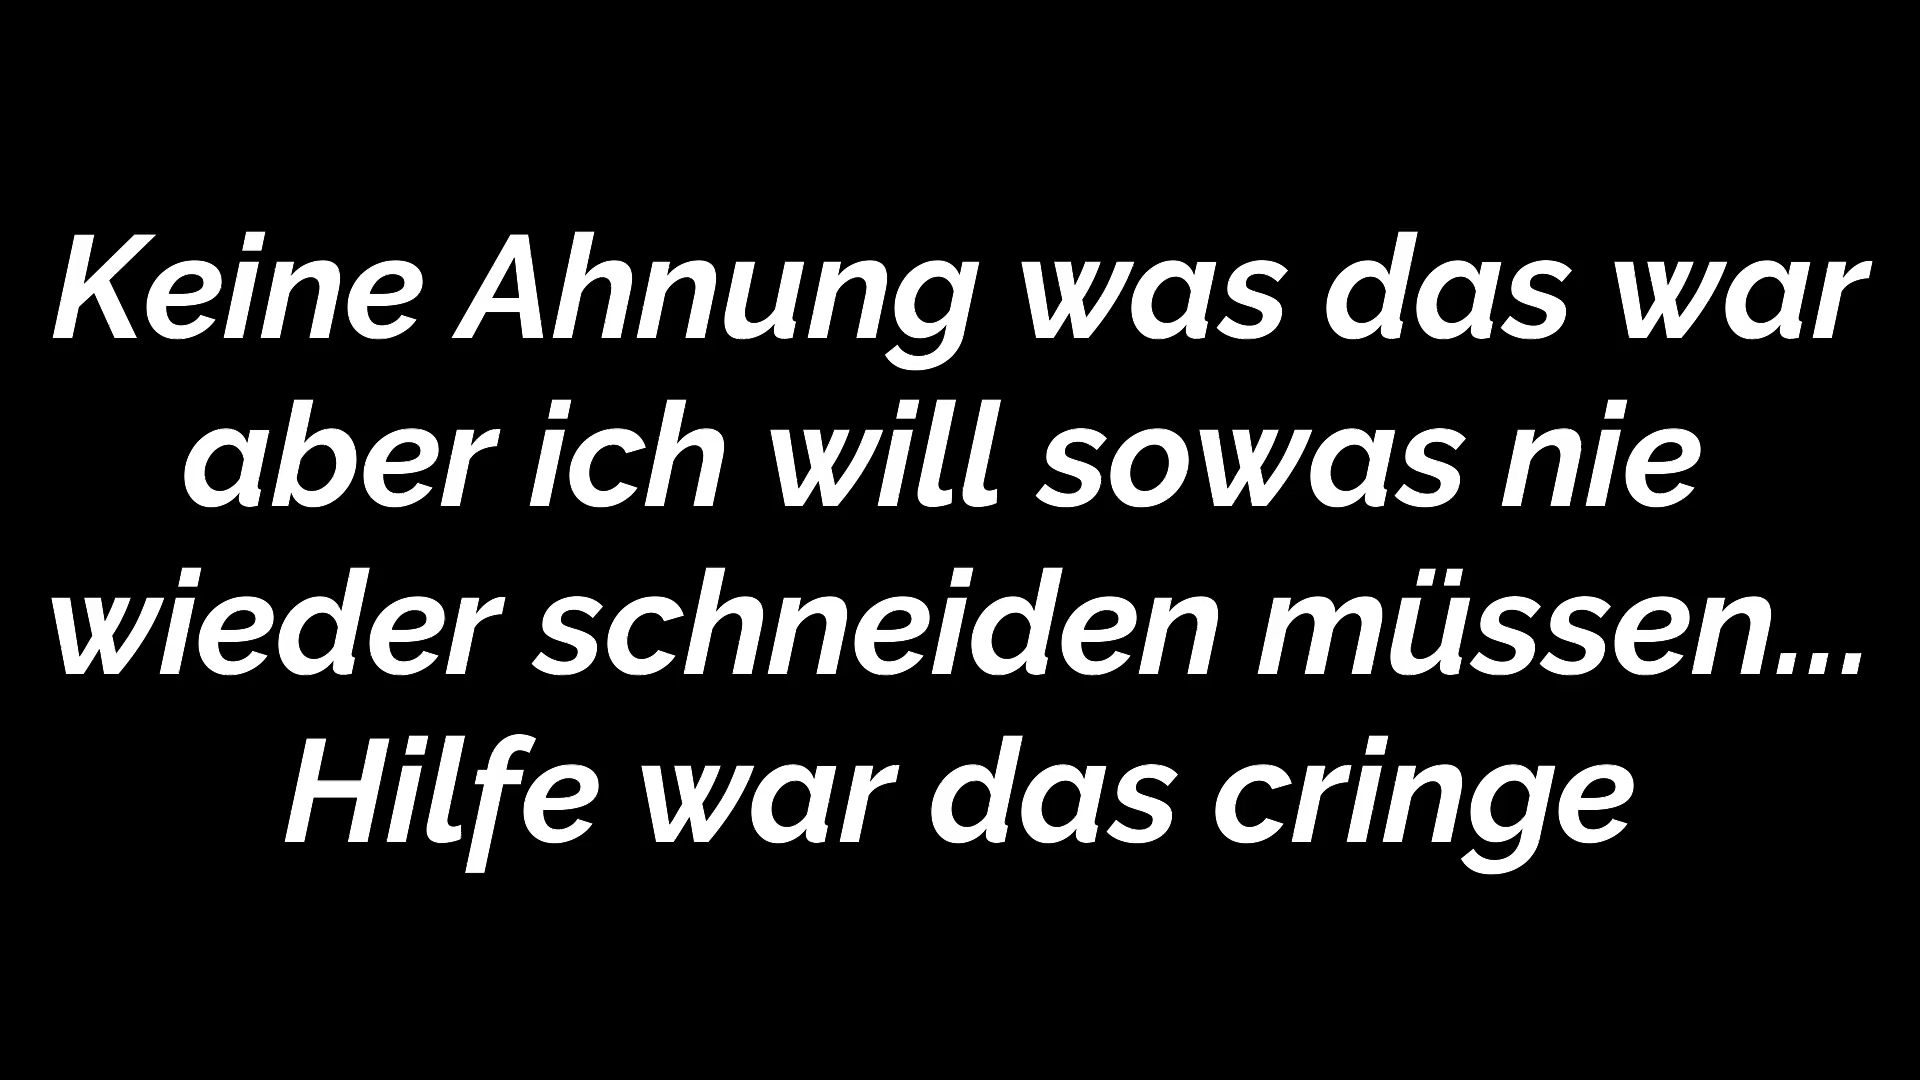 Keine Ahnung was das war
aber ich will sowas nie
wieder schneiden müssen...
Hilfe war das cringe